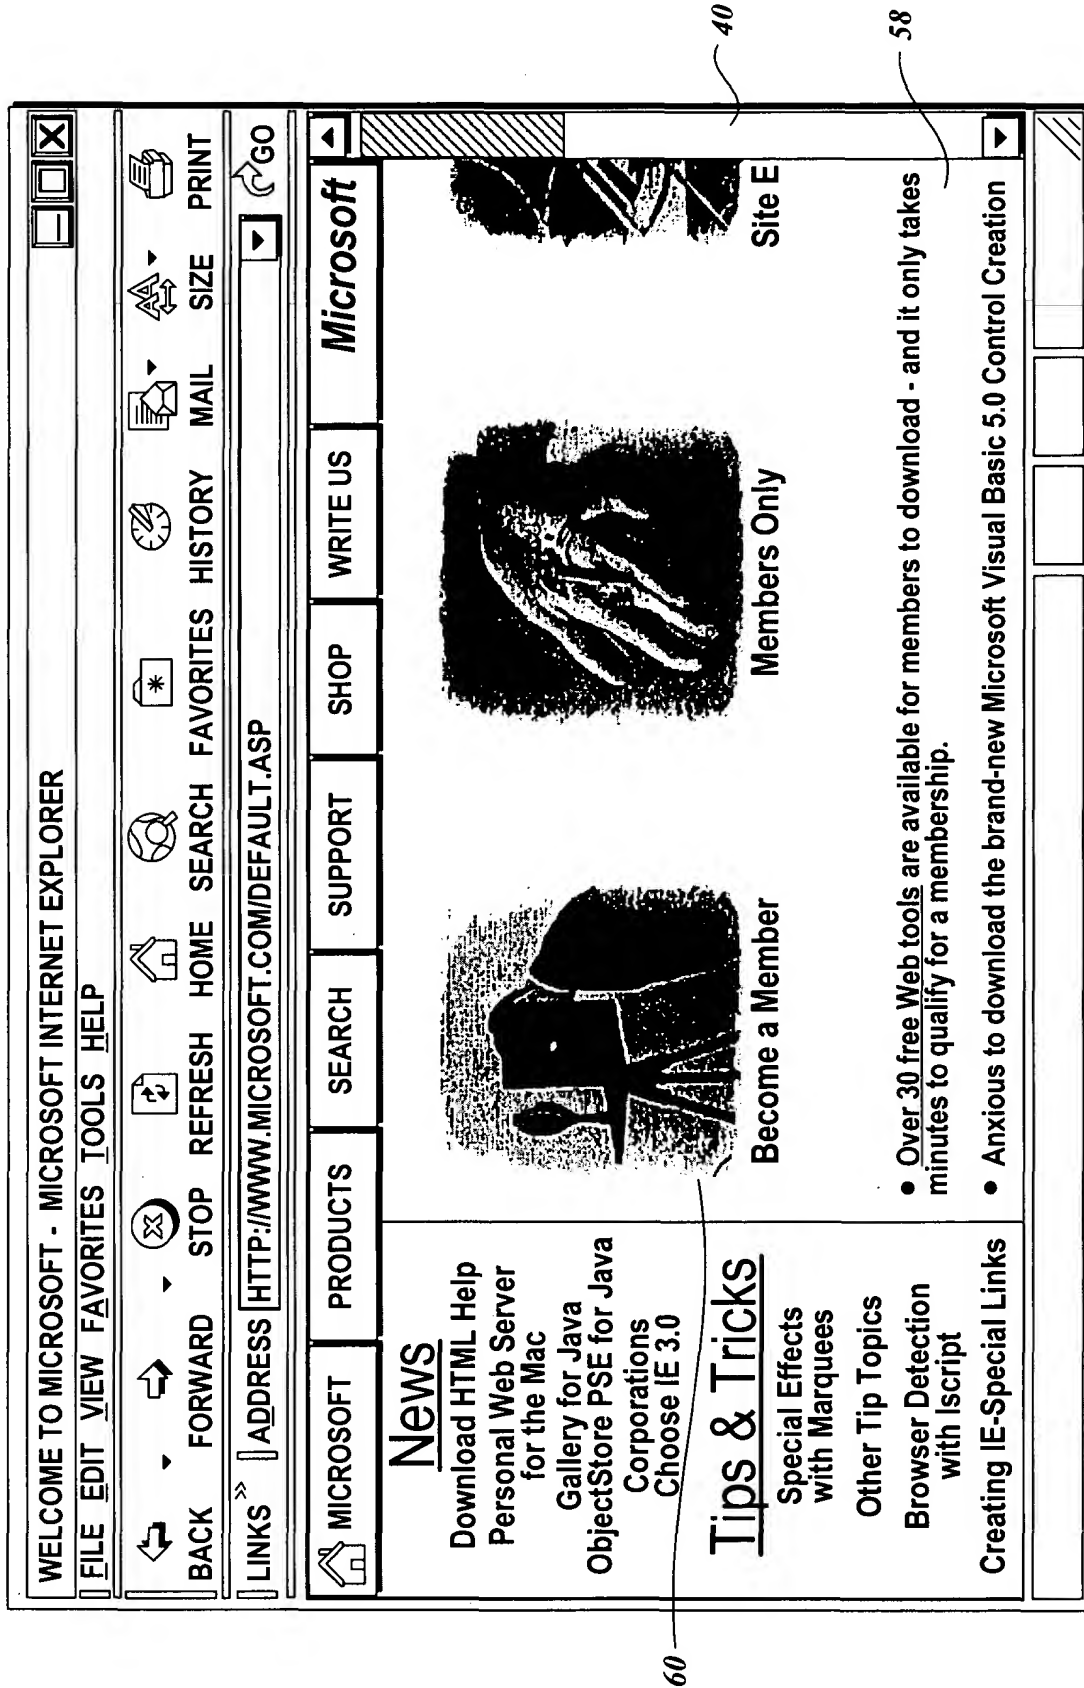 WELCOME TO MICROSOFT - MICROSOFT INTERNET EXPLORER
FILE EDIT VIEW FAVORITES TOOLS HELP
BACK FORWARD STOP REFRESH HOME SEARCH FAVORITES HISTORY MAIL SIZE PRINT
LINKS » ADDRESS HTTP://WWW.MICROSOFT.COM/DEFAULT.ASP GO
MICROSOFT PRODUCTS SEARCH SUPPORT SHOP WRITE US Microsoft
News
Download HTML Help
Personal Web Server
for the Mac
Gallery for Java
ObjectStore PSE for Java
Corporations
Choose IE 3.0
Tips & Tricks
Special Effects
with Marquees
Other Tip Topics
Browser Detection
with Iscript
Creating IE-Special Links
Become a Member
Members Only
Site E
• Over 30 free Web tools are available for members to download - and it only takes
minutes to qualify for a membership.
• Anxious to download the brand-new Microsoft Visual Basic 5.0 Control Creation
60
40
58